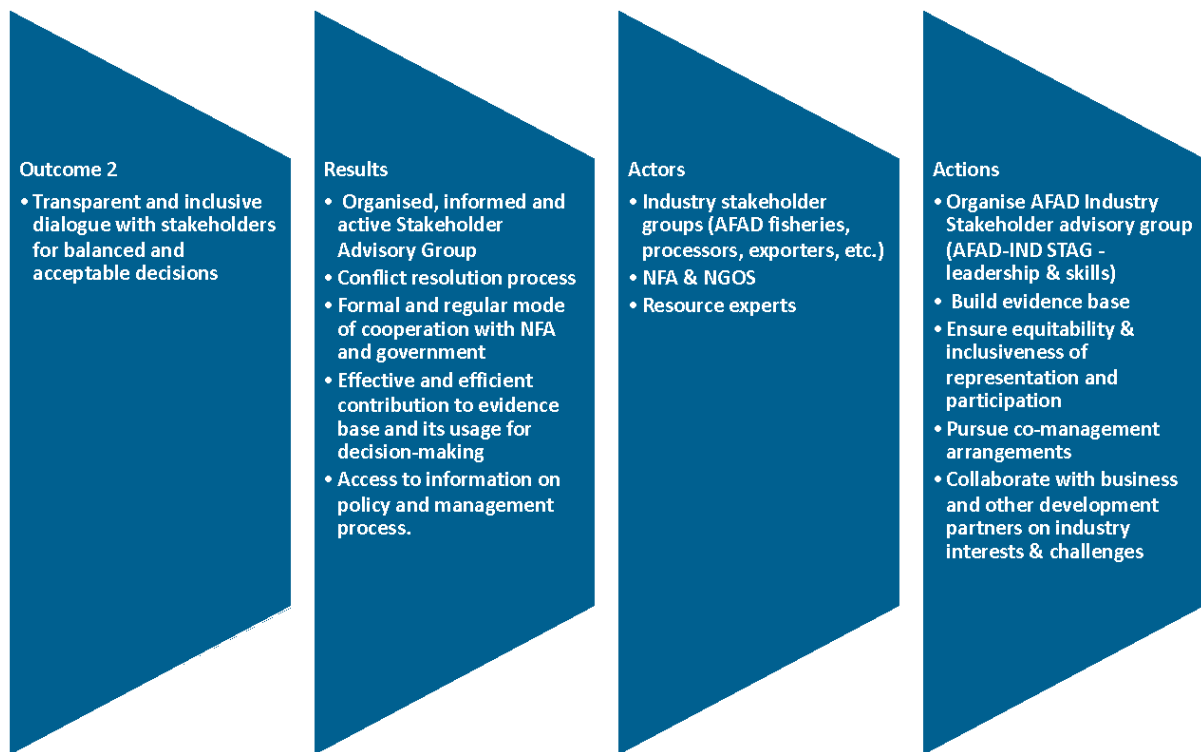 Outcome 2
• Transparent and inclusive
dialogue with stakeholders
for balanced and
acceptable decisions
Results
• Organised, informed and
active Stakeholder
Advisory Group
• Conflict resolution process
• Formal and regular mode
of cooperation with NFA
and government
• Effective and efficient
contribution to evidence
base and its usage for
decision-making
• Access to information on
policy and management
process.
Actors
• Industry stakeholder
groups (AFAD fisheries,
processors, exporters, etc.)
• NFA & NGOS
• Resource experts
Actions
• Organise AFAD Industry
Stakeholder advisory group
(AFAD-IND STAG -
leadership & skills)
• Build evidence base
• Ensure equitability &
inclusiveness of
representation and
participation
• Pursue co-management
arrangements
• Collaborate with business
and other development
partners on industry
interests & challenges